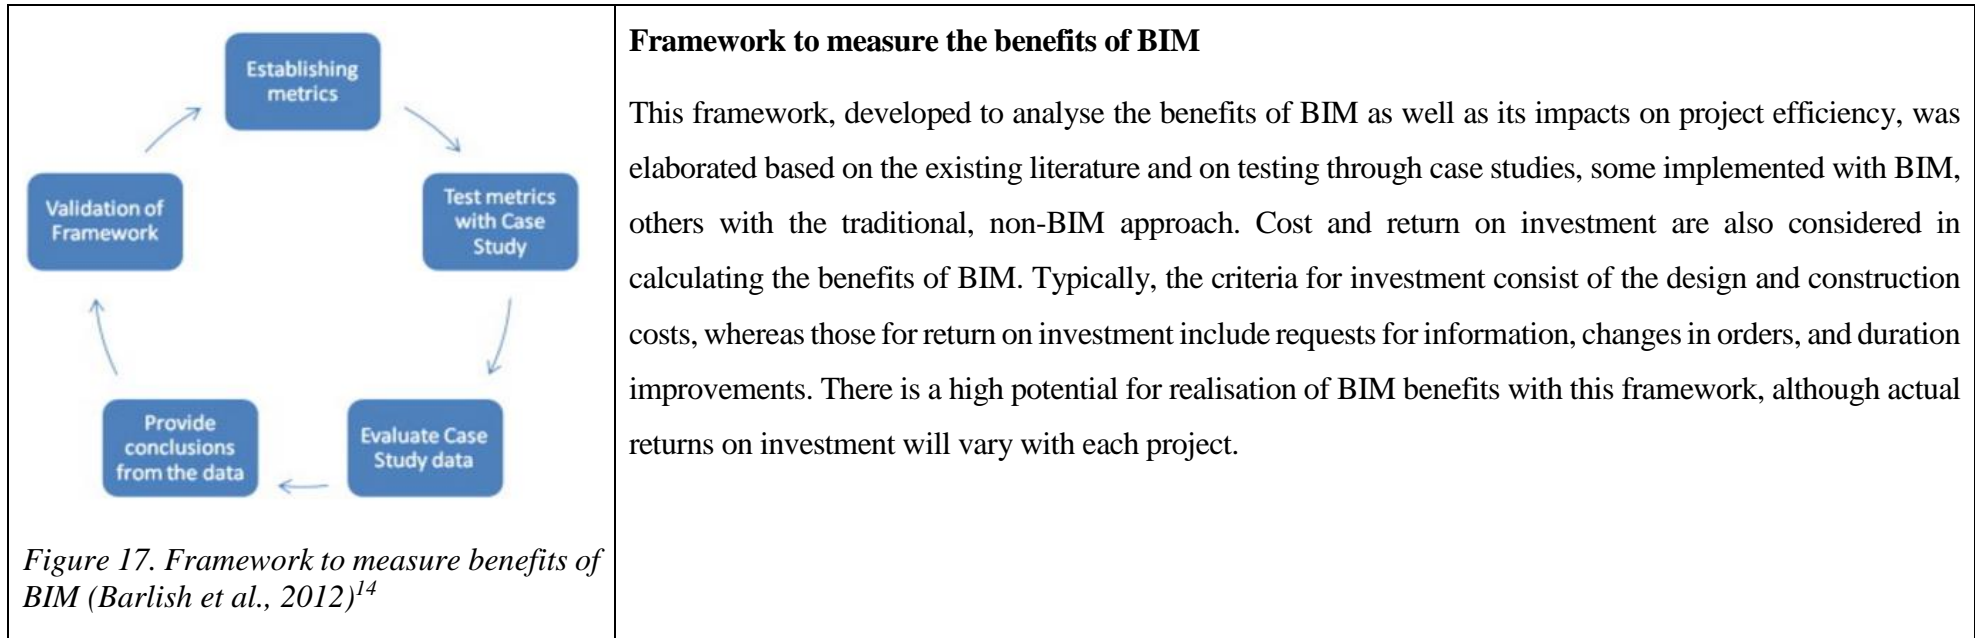 Establishing
metrics
Test metrics
with Case
Study
Evaluate Case
Study data
Provide
conclusions
from the data
Validation of
Framework
Figure 17. Framework to measure benefits of
BIM (Barlish et al., 2012)14
Framework to measure the benefits of BIM
This framework, developed to analyse the benefits of BIM as well as its impacts on project efficiency, was
elaborated based on the existing literature and on testing through case studies, some implemented with BIM,
others with the traditional, non-BIM approach. Cost and return on investment are also considered in
calculating the benefits of BIM. Typically, the criteria for investment consist of the design and construction
costs, whereas those for return on investment include requests for information, changes in orders, and duration
improvements. There is a high potential for realisation of BIM benefits with this framework, although actual
returns on investment will vary with each project.